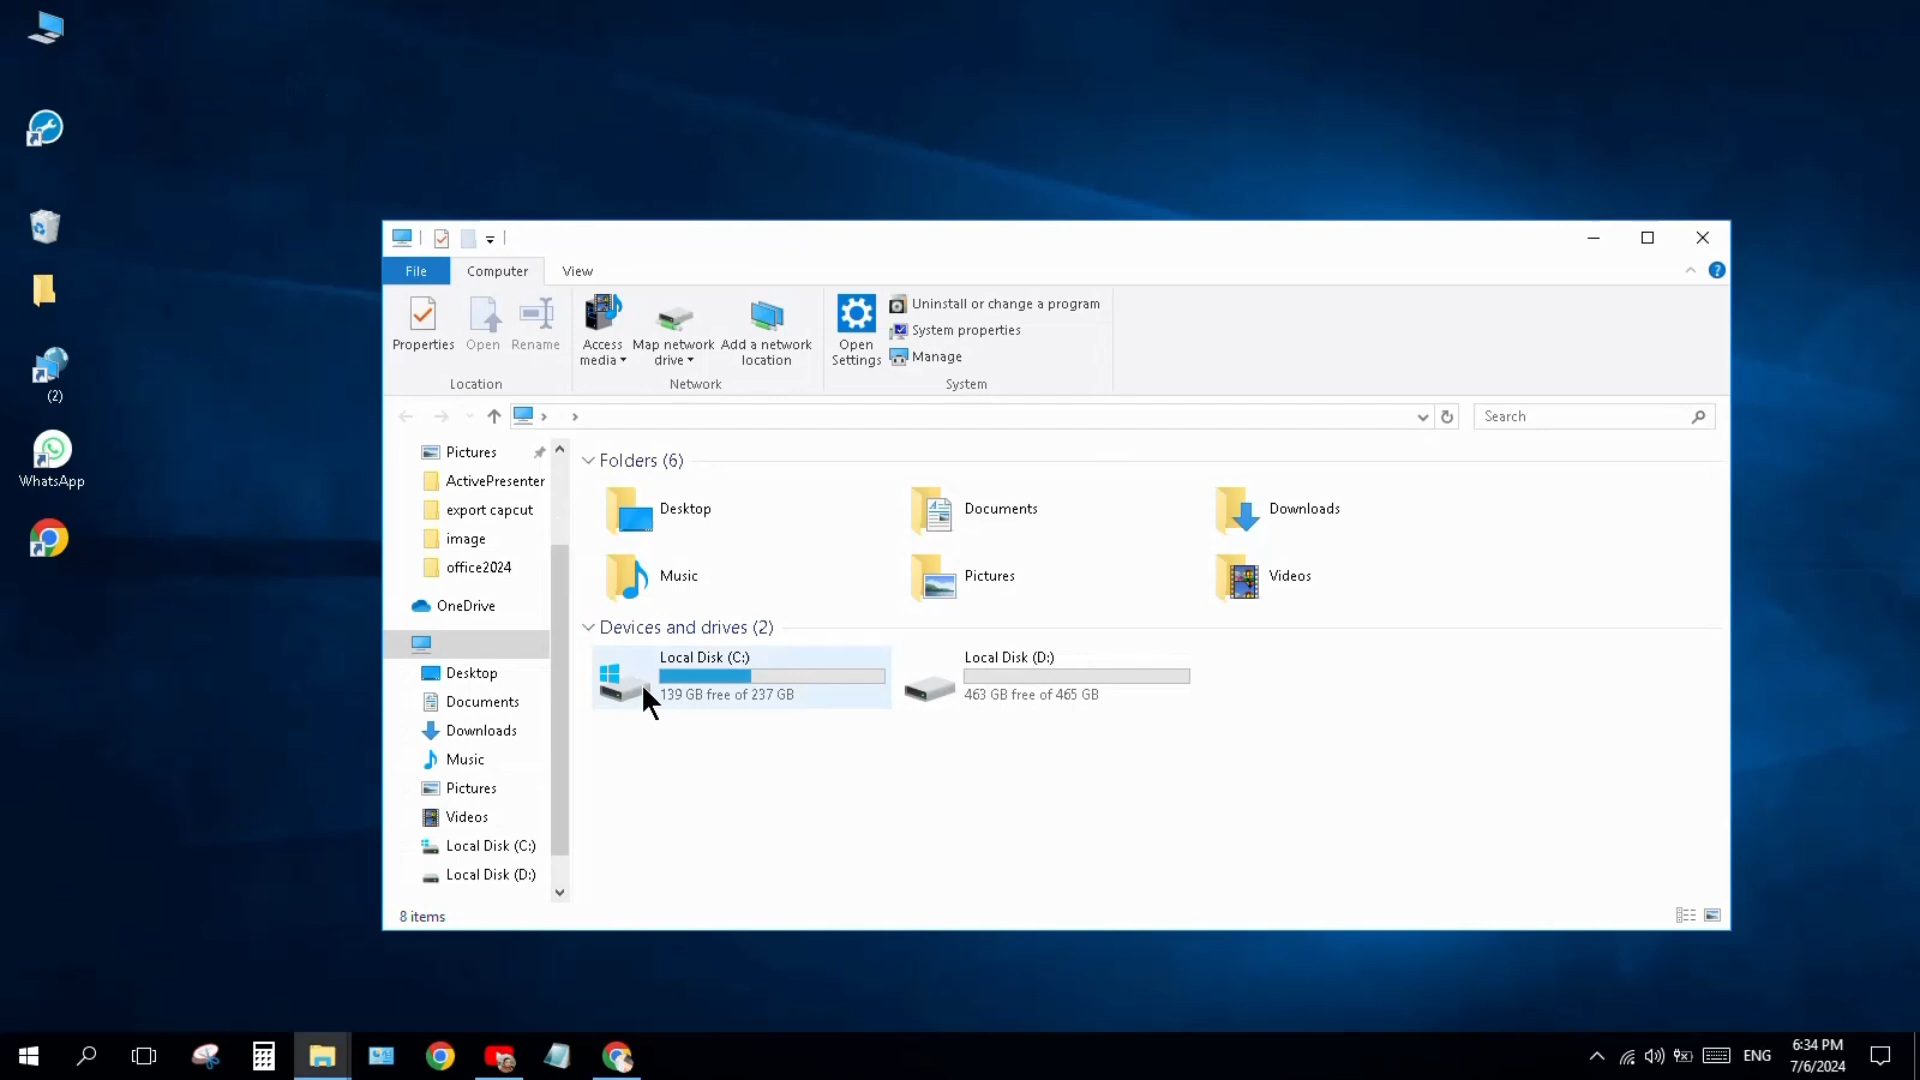 (2)
WhatsApp
File
Computer
View
Properties
Open
Rename
Access media
Map network drive
Add a network location
Open Settings
Uninstall or change a program
System properties
Manage
Location
Network
System
Search
Pictures
ActivePresenter
export capcut
image
office2024
OneDrive
Desktop
Documents
Downloads
Music
Pictures
Videos
Local Disk (C:)
Local Disk (D:)
Folders (6)
Desktop
Documents
Downloads
Music
Pictures
Videos
Devices and drives (2)
Local Disk (C:)
139 GB free of 237 GB
Local Disk (D:)
463 GB free of 465 GB
8 items
ENG
6:34 PM
7/6/2024